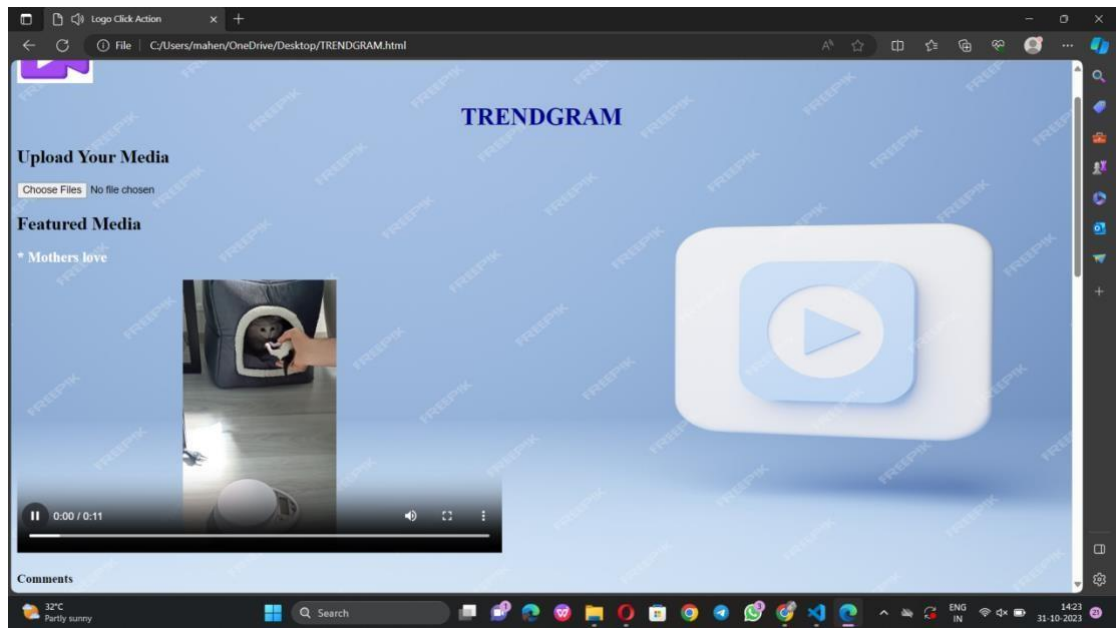 Logo Click Action
File C:/Users/mahen/OneDrive/Desktop/TRENDGRAM.html
TRENDGRAM
Upload Your Media
Choose Files No file chosen
Featured Media
* Mothers love
0:00 / 0:11
Comments
32°C
Partly sunny
Search
ENG
IN
14:23
31-10-2023
21
FREEPIK